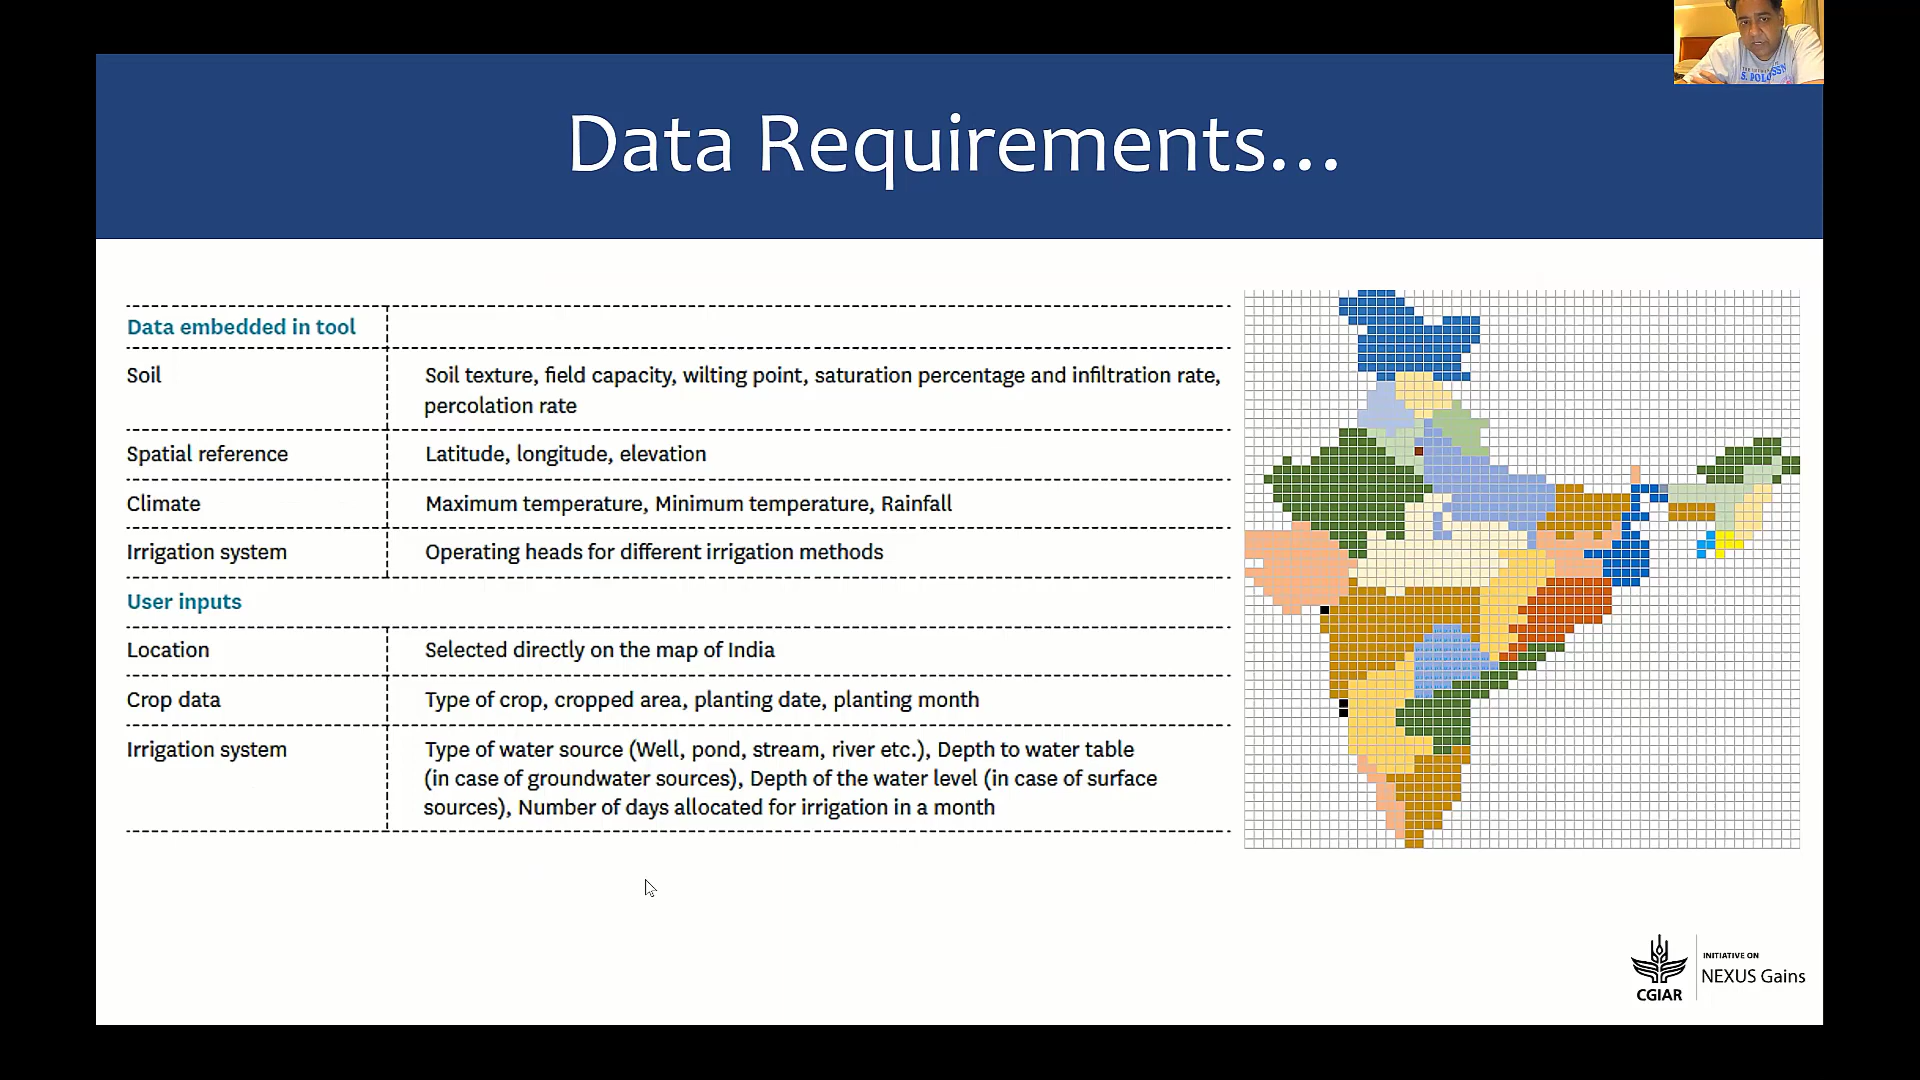 Data Requirements...
Data embedded in tool
Soil
Soil texture, field capacity, wilting point, saturation percentage and infiltration rate,
percolation rate
Spatial reference
Latitude, longitude, elevation
Climate
Maximum temperature, Minimum temperature, Rainfall
Irrigation system
Operating heads for different irrigation methods
User inputs
Location
Selected directly on the map of India
Crop data
Type of crop, cropped area, planting date, planting month
Irrigation system
Type of water source (Well, pond, stream, river etc.), Depth to water table
(in case of groundwater sources), Depth of the water level (in case of surface
sources), Number of days allocated for irrigation in a month
CGIAR
INITIATIVE ON
NEXUS Gains